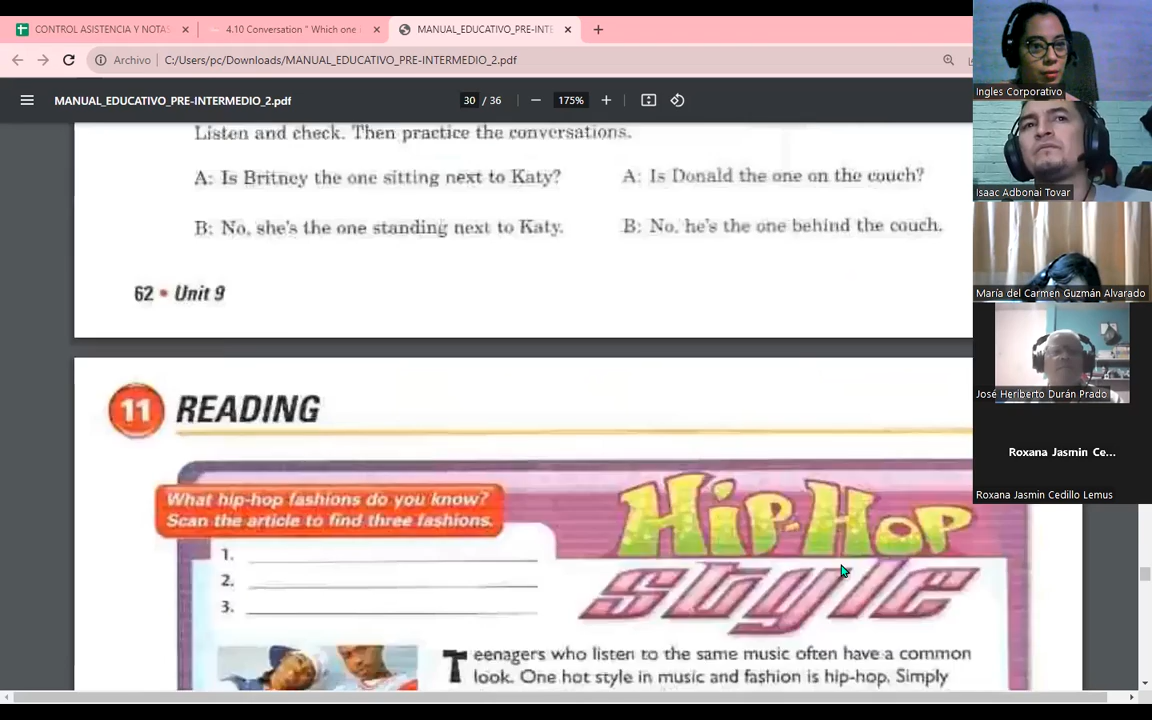 CONTROL ASISTENCIA Y NOTAS
4.10 Conversation " Which one
MANUAL_EDUCATIVO_PRE-INTE
Archivo
C:/Users/pc/Downloads/MANUAL_EDUCATIVO_PRE-INTERMEDIO_2.pdf
MANUAL_EDUCATIVO_PRE-INTERMEDIO_2.pdf
30 / 36
175%
Listen and check. Then practice the conversations.
A: Is Britney the one sitting next to Katy?
B: No, she's the one standing next to Katy.
A: Is Donald the one on the couch?
B: No, he's the one behind the couch.
62 • Unit 9
11 READING
What hip-hop fashions do you know?
Scan the article to find three fashions.
1.
2.
3.
Hip-Hop
style
Teenagers who listen to the same music often have a common
look. One hot style in music and fashion is hip-hop. Simply
Ingles Corporativo
Isaac Adbonai Tovar
María del Carmen Guzmán Alvarado
José Heriberto Durán Prado
Roxana Jasmin Ce...
Roxana Jasmin Cedillo Lemus